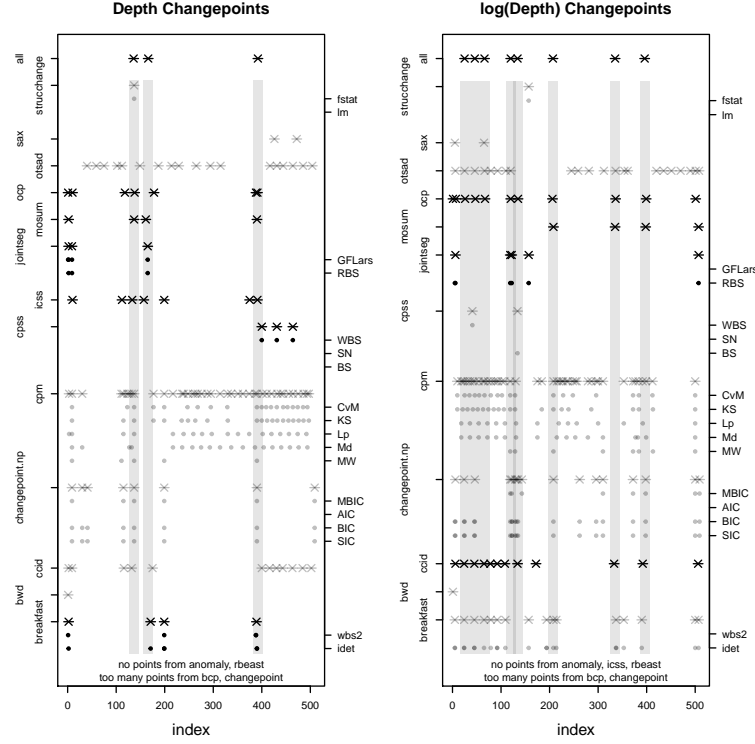 Depth Changepoints
all
strucchange
sax
otsad
ocp
mosum
jointseg
icss
cpss
cpm
changepoint.np
ccid
bwd
breakfast
fstat
lm
GFLars
RBS
WBS
SN
BS
CvM
KS
Lp
Md
MW
MBIC
AIC
BIC
SIC
wbs2
idet
no points from anomaly, rbeast
too many points from bcp, changepoint
0 100 200 300 400 500
index
log(Depth) Changepoints
all
strucchange
sax
otsad
ocp
mosum
jointseg
cpss
cpm
changepoint.np
ccid
bwd
breakfast
fstat
lm
GFLars
RBS
WBS
SN
BS
CvM
KS
Lp
Md
MW
MBIC
AIC
BIC
SIC
wbs2
idet
no points from anomaly, icss, rbeast
too many points from bcp, changepoint
0 100 200 300 400 500
index